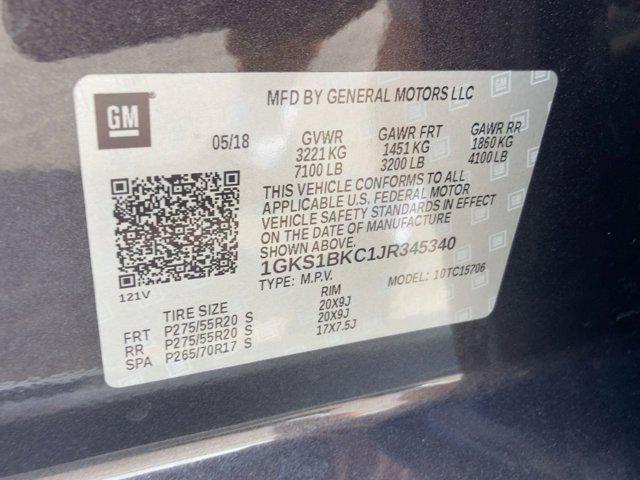 GM
MFD BY GENERAL MOTORS LLC
05/18 GVWR GAWR FRT GAWR RR
3221 KG 1451 KG 1860 KG
7100 LB 3200 LB 4100 LB
THIS VEHICLE CONFORMS TO ALL
APPLICABLE U.S. FEDERAL MOTOR
VEHICLE SAFETY STANDARDS IN EFFECT
ON THE DATE OF MANUFACTURE
SHOWN ABOVE.
1GKS1BKC1JR345340
TYPE: M.P.V. MODEL: 10TC15706
121V
TIRE SIZE RIM
FRT P275/55R20 S 20X9J
RR P275/55R20 S 20X9J
SPA P265/70R17 S 17X7.5J